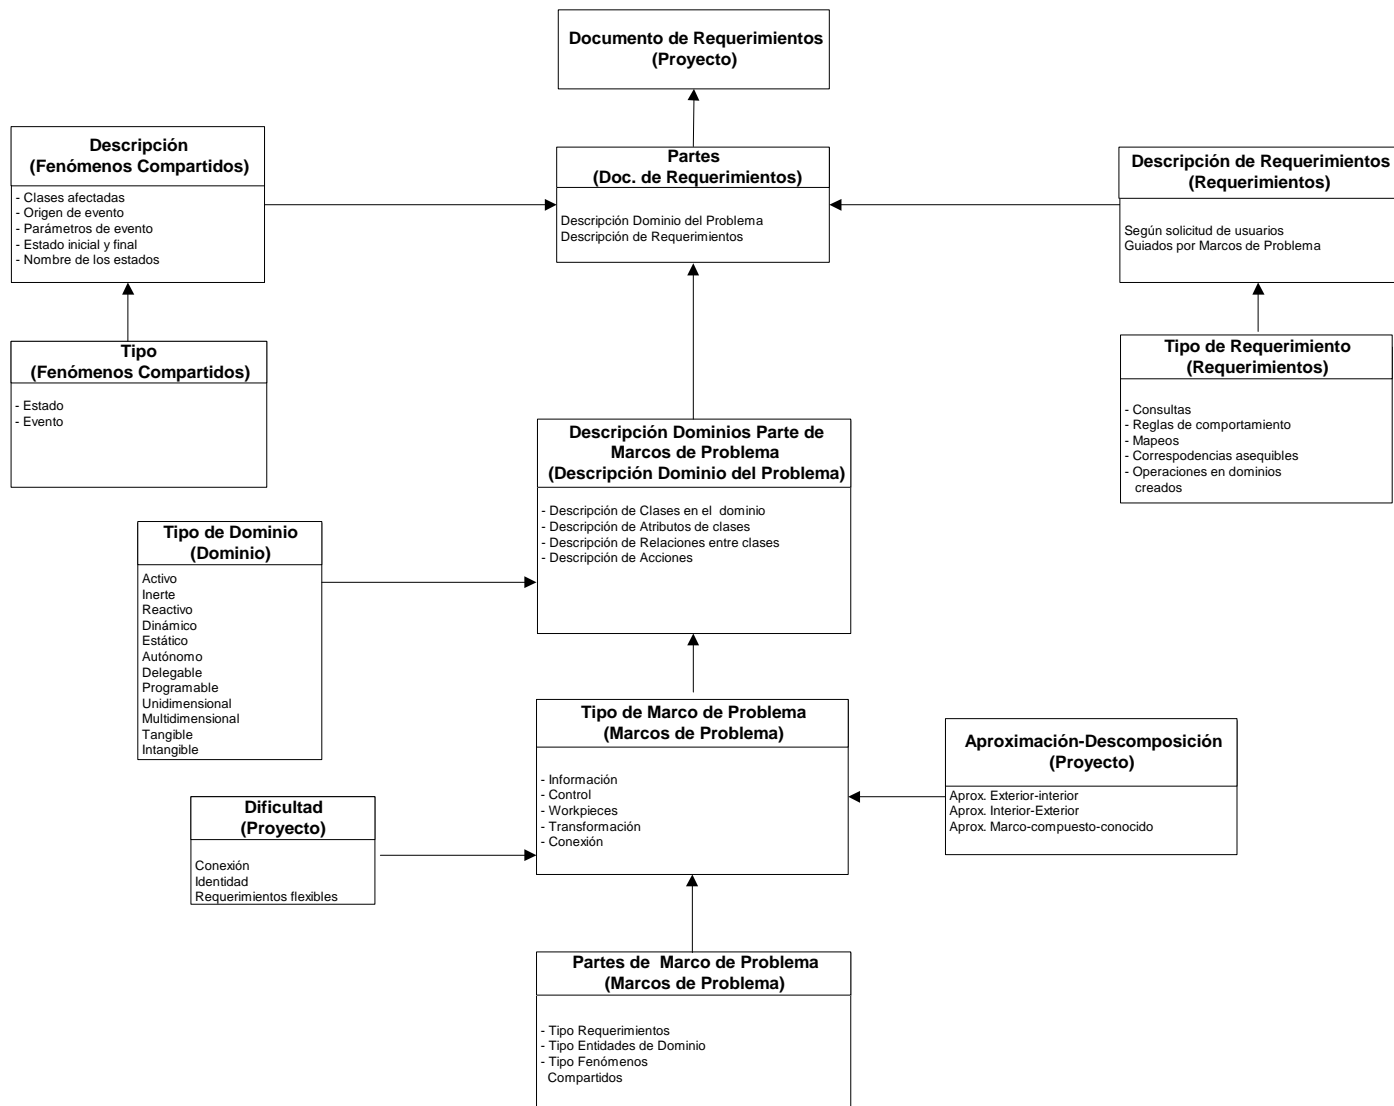 Documento de Requerimientos
(Proyecto)
Descripción
(Fenómenos Compartidos)
- Clases afectadas
- Origen de evento
- Parámetros de evento
- Estado inicial y final
- Nombre de los estados
Partes
(Doc. de Requerimientos)
Descripción Dominio del Problema
Descripción de Requerimientos
Descripción de Requerimientos
(Requerimientos)
Según solicitud de usuarios
Guiados por Marcos de Problema
Tipo
(Fenómenos Compartidos)
- Estado
- Evento
Tipo de Requerimiento
(Requerimientos)
- Consultas
- Reglas de comportamiento
- Mapeos
- Correspodencias asequibles
- Operaciones en dominios
creados
Descripción Dominios Parte de
Marcos de Problema
(Descripción Dominio del Problema)
- Descripción de Clases en el dominio
- Descripción de Atributos de clases
- Descripción de Relaciones entre clases
- Descripción de Acciones
Tipo de Dominio
(Dominio)
Activo
Inerte
Reactivo
Dinámico
Estático
Autónomo
Delegable
Programable
Unidimensional
Multidimensional
Tangible
Intangible
Tipo de Marco de Problema
(Marcos de Problema)
- Información
- Control
- Workpieces
- Transformación
- Conexión
Aproximación-Descomposición
(Proyecto)
Aprox. Exterior-interior
Aprox. Interior-Exterior
Aprox. Marco-compuesto-conocido
Dificultad
(Proyecto)
Conexión
Identidad
Requerimientos flexibles
Partes de Marco de Problema
(Marcos de Problema)
- Tipo Requerimientos
- Tipo Entidades de Dominio
- Tipo Fenómenos
Compartidos